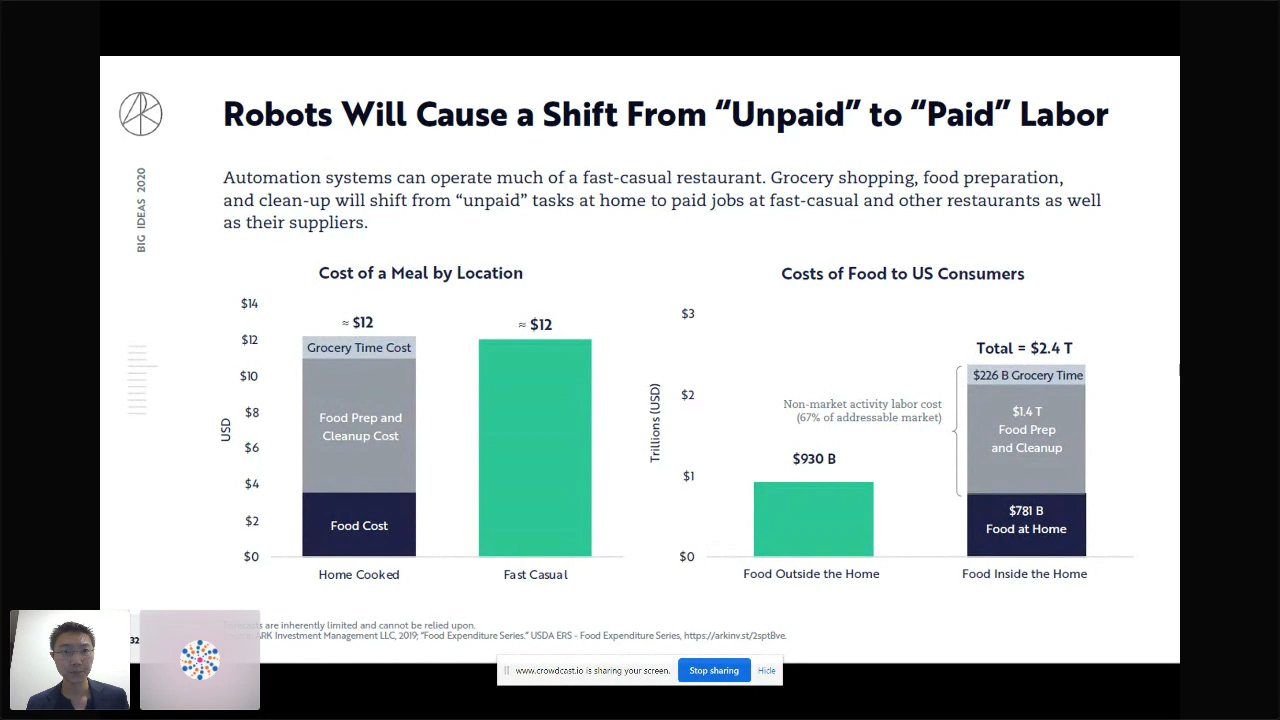 Robots Will Cause a Shift From “Unpaid” to “Paid” Labor
BIG IDEAS 2020
Automation systems can operate much of a fast-casual restaurant. Grocery shopping, food preparation,
and clean-up will shift from “unpaid” tasks at home to paid jobs at fast-casual and other restaurants as well
as their suppliers.
Cost of a Meal by Location
$14
$12
$10
$8
$6
$4
$2
$0
USD
≈ $12
Grocery Time Cost
Food Prep and
Cleanup Cost
Food Cost
≈ $12
Home Cooked
Fast Casual
Costs of Food to US Consumers
$3
$2
$1
$0
Trillions (USD)
Non-market activity labor cost
(67% of addressable market)
$930 B
Total = $2.4 T
$226 B Grocery Time
$1.4 T
Food Prep
and Cleanup
$781 B
Food at Home
Food Outside the Home
Food Inside the Home
are inherently limited and cannot be relied upon.
ARK Investment Management LLC, 2019; “Food Expenditure Series.” USDA ERS - Food Expenditure Series, https://arkinv.st/2sptBve.
32
www.crowdcast.io is sharing your screen.
Stop sharing
Hide